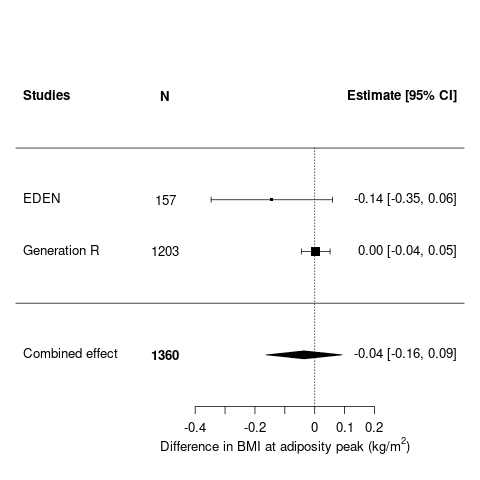 Studies N Estimate [95% CI]
EDEN 157 -0.14 [-0.35, 0.06]
Generation R 1203 0.00 [-0.04, 0.05]
Combined effect 1360 -0.04 [-0.16, 0.09]
-0.4 -0.2 0 0.1 0.2
Difference in BMI at adiposity peak (kg/m²)